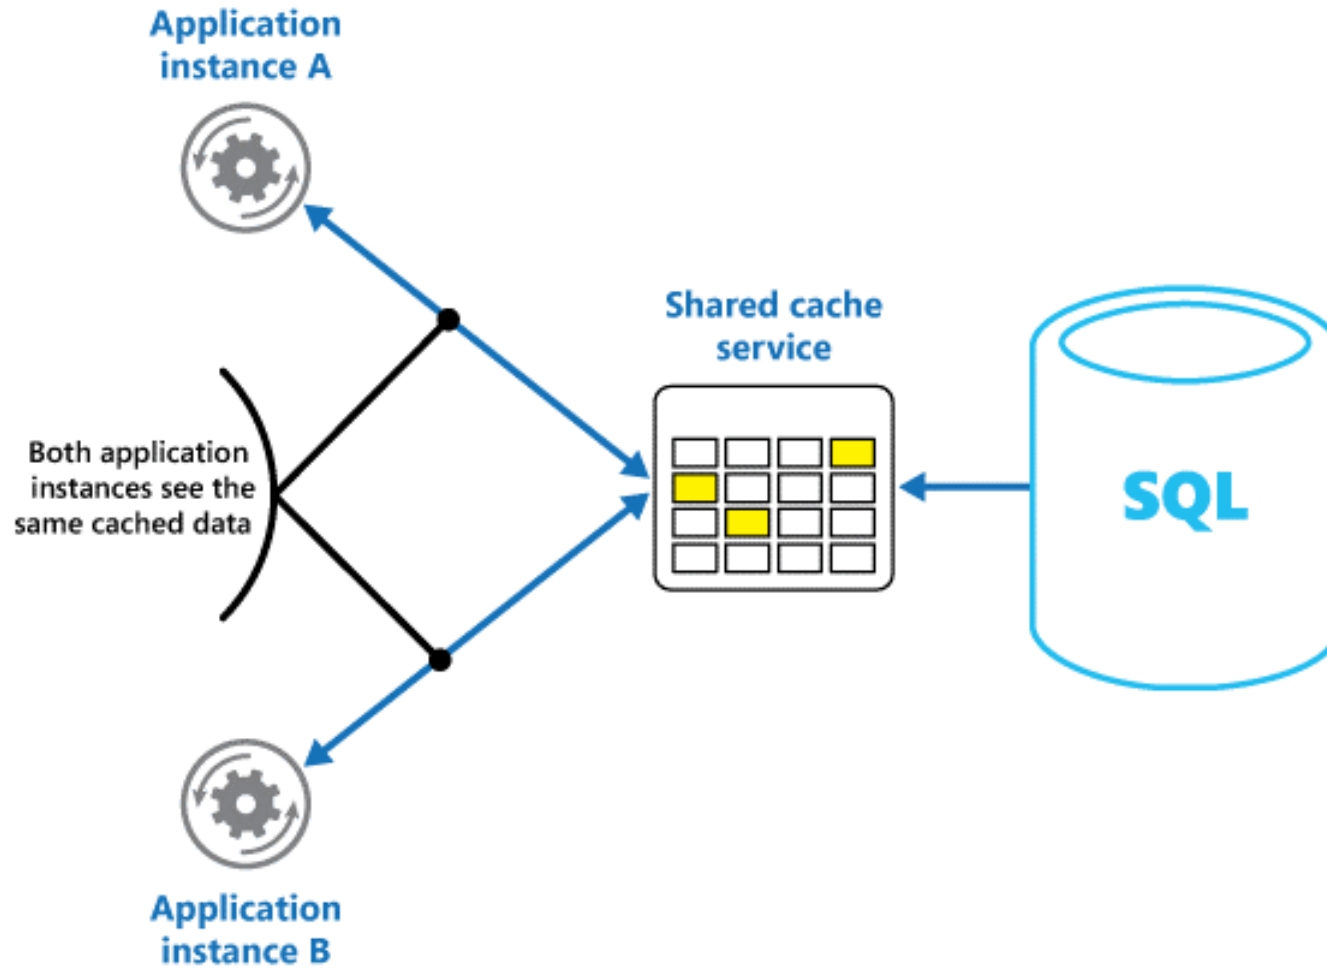 Application
instance A
Shared cache
service
Both application
instances see the
same cached data
SQL
Application
instance B